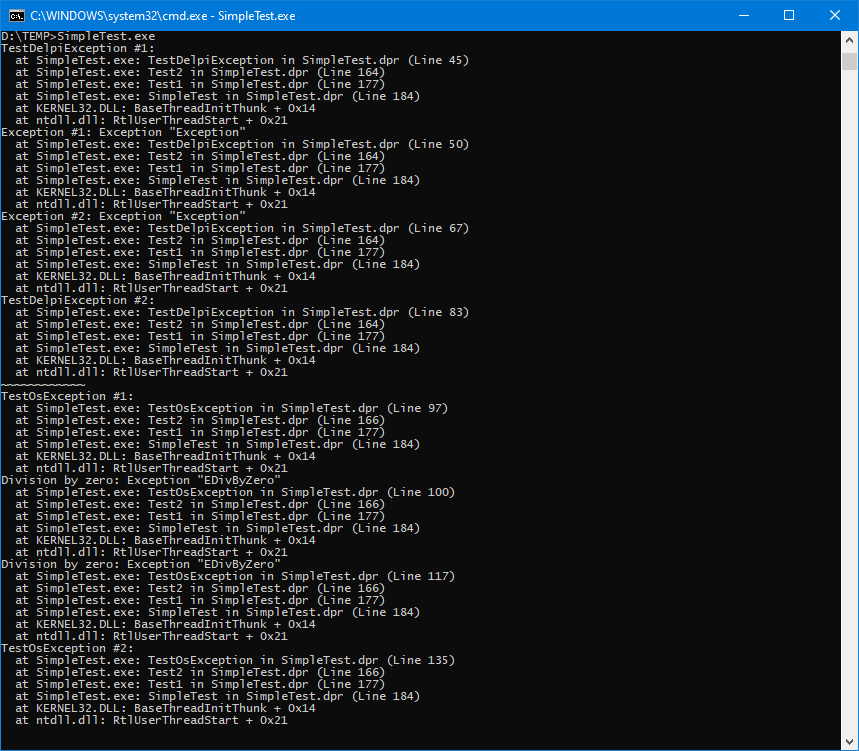 C:\WINDOWS\system32\cmd.exe - SimpleTest.exe
D:\TEMP>SimpleTest.exe
TestDelpiException #1:
  at SimpleTest.exe: TestDelpiException in SimpleTest.dpr (Line 45)
  at SimpleTest.exe: Test2 in SimpleTest.dpr (Line 164)
  at SimpleTest.exe: Test1 in SimpleTest.dpr (Line 177)
  at SimpleTest.exe: SimpleTest in SimpleTest.dpr (Line 184)
  at KERNEL32.DLL: BaseThreadInitThunk + 0x14
  at ntdll.dll: RtlUserThreadStart + 0x21
Exception #1: Exception "Exception"
  at SimpleTest.exe: TestDelpiException in SimpleTest.dpr (Line 50)
  at SimpleTest.exe: Test2 in SimpleTest.dpr (Line 164)
  at SimpleTest.exe: Test1 in SimpleTest.dpr (Line 177)
  at SimpleTest.exe: SimpleTest in SimpleTest.dpr (Line 184)
  at KERNEL32.DLL: BaseThreadInitThunk + 0x14
  at ntdll.dll: RtlUserThreadStart + 0x21
Exception #2: Exception "Exception"
  at SimpleTest.exe: TestDelpiException in SimpleTest.dpr (Line 67)
  at SimpleTest.exe: Test2 in SimpleTest.dpr (Line 164)
  at SimpleTest.exe: Test1 in SimpleTest.dpr (Line 177)
  at SimpleTest.exe: SimpleTest in SimpleTest.dpr (Line 184)
  at KERNEL32.DLL: BaseThreadInitThunk + 0x14
  at ntdll.dll: RtlUserThreadStart + 0x21
TestDelpiException #2:
  at SimpleTest.exe: TestDelpiException in SimpleTest.dpr (Line 83)
  at SimpleTest.exe: Test2 in SimpleTest.dpr (Line 164)
  at SimpleTest.exe: Test1 in SimpleTest.dpr (Line 177)
  at SimpleTest.exe: SimpleTest in SimpleTest.dpr (Line 184)
  at KERNEL32.DLL: BaseThreadInitThunk + 0x14
  at ntdll.dll: RtlUserThreadStart + 0x21
~~~~~~~~~~~~
TestOsException #1:
  at SimpleTest.exe: TestOsException in SimpleTest.dpr (Line 97)
  at SimpleTest.exe: Test2 in SimpleTest.dpr (Line 166)
  at SimpleTest.exe: Test1 in SimpleTest.dpr (Line 177)
  at SimpleTest.exe: SimpleTest in SimpleTest.dpr (Line 184)
  at KERNEL32.DLL: BaseThreadInitThunk + 0x14
  at ntdll.dll: RtlUserThreadStart + 0x21
Division by zero: Exception "EDivByZero"
  at SimpleTest.exe: TestOsException in SimpleTest.dpr (Line 100)
  at SimpleTest.exe: Test2 in SimpleTest.dpr (Line 166)
  at SimpleTest.exe: Test1 in SimpleTest.dpr (Line 177)
  at SimpleTest.exe: SimpleTest in SimpleTest.dpr (Line 184)
  at KERNEL32.DLL: BaseThreadInitThunk + 0x14
  at ntdll.dll: RtlUserThreadStart + 0x21
Division by zero: Exception "EDivByZero"
  at SimpleTest.exe: TestOsException in SimpleTest.dpr (Line 117)
  at SimpleTest.exe: Test2 in SimpleTest.dpr (Line 166)
  at SimpleTest.exe: Test1 in SimpleTest.dpr (Line 177)
  at SimpleTest.exe: SimpleTest in SimpleTest.dpr (Line 184)
  at KERNEL32.DLL: BaseThreadInitThunk + 0x14
  at ntdll.dll: RtlUserThreadStart + 0x21
TestOsException #2:
  at SimpleTest.exe: TestOsException in SimpleTest.dpr (Line 135)
  at SimpleTest.exe: Test2 in SimpleTest.dpr (Line 166)
  at SimpleTest.exe: Test1 in SimpleTest.dpr (Line 177)
  at SimpleTest.exe: SimpleTest in SimpleTest.dpr (Line 184)
  at KERNEL32.DLL: BaseThreadInitThunk + 0x14
  at ntdll.dll: RtlUserThreadStart + 0x21